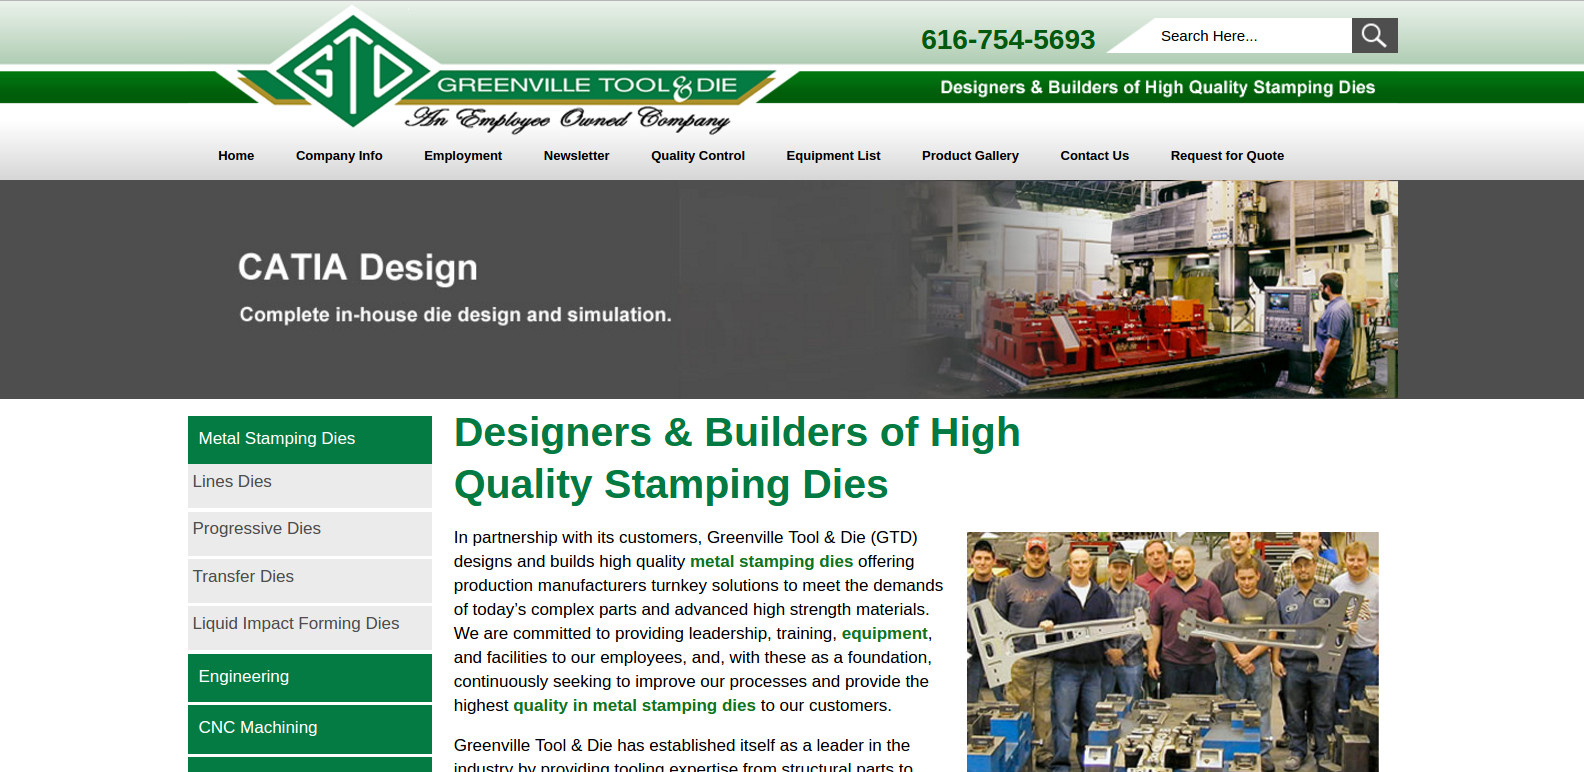 GTD
GREENVILLE TOOL & DIE
An Employee Owned Company
616-754-5693
Search Here...
Designers & Builders of High Quality Stamping Dies
Home
Company Info
Employment
Newsletter
Quality Control
Equipment List
Product Gallery
Contact Us
Request for Quote
CATIA Design
Complete in-house die design and simulation.
Metal Stamping Dies
Lines Dies
Progressive Dies
Transfer Dies
Liquid Impact Forming Dies
Engineering
CNC Machining
Designers & Builders of High
Quality Stamping Dies
In partnership with its customers, Greenville Tool & Die (GTD)
designs and builds high quality metal stamping dies offering
production manufacturers turnkey solutions to meet the demands
of today’s complex parts and advanced high strength materials.
We are committed to providing leadership, training, equipment,
and facilities to our employees, and, with these as a foundation,
continuously seeking to improve our processes and provide the
highest quality in metal stamping dies to our customers.
Greenville Tool & Die has established itself as a leader in the
industry by providing tooling expertise from structural parts to